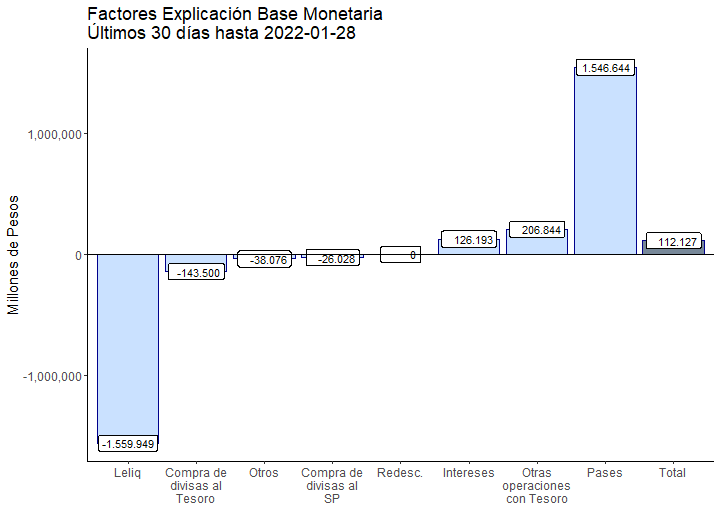 Factores Explicación Base Monetaria
Últimos 30 días hasta 2022-01-28
Millones de Pesos
1,000,000
0
-1,000,000
-1.559.949
-143.500
-38.076
-26.028
0
126.193
206.844
1.546.644
112.127
Leliq
Compra de
divisas al
Tesoro
Otros
Compra de
divisas al
SP
Redesc.
Intereses
Otras
operaciones
con Tesoro
Pases
Total